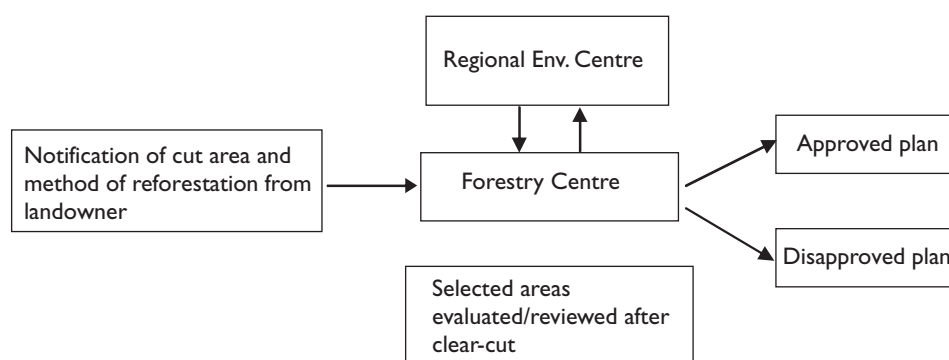 Regional Env. Centre
Notification of cut area and
method of reforestation from
landowner
Forestry Centre
Approved plan
Disapproved plan
Selected areas
evaluated/reviewed after
clear-cut